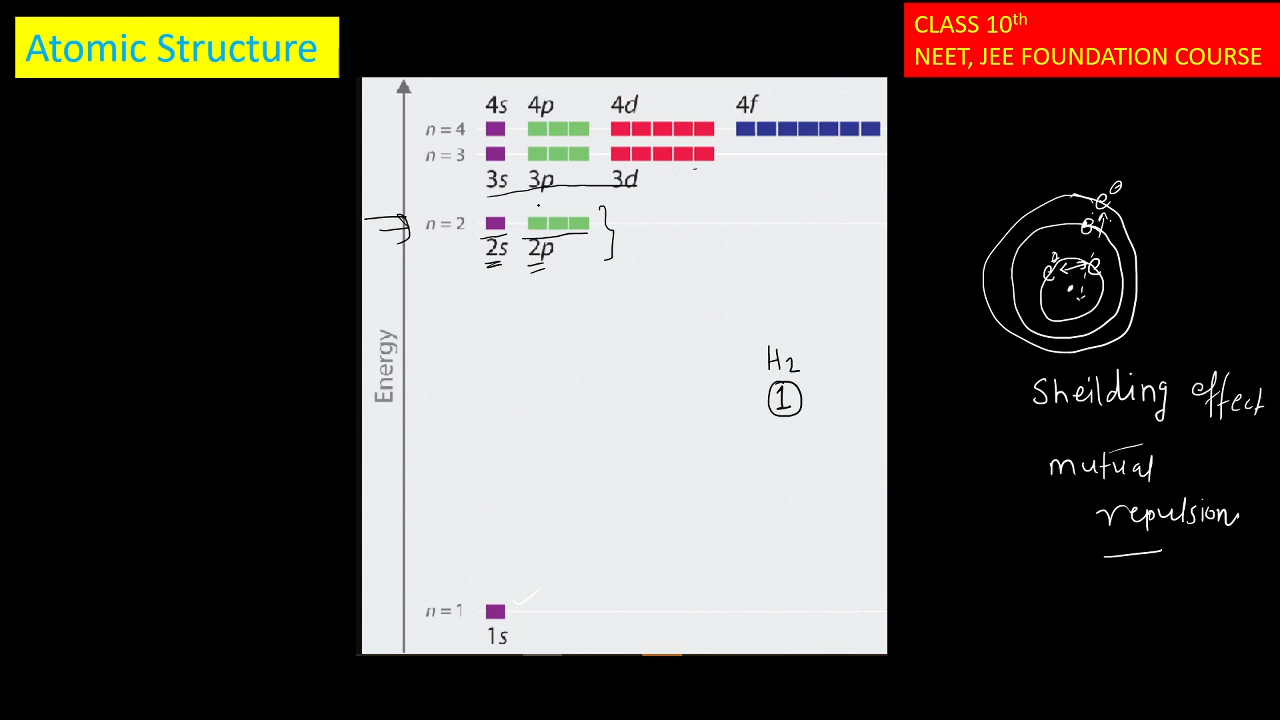 Atomic Structure
CLASS 10th
NEET, JEE FOUNDATION COURSE
4s 4p 4d 4f
n = 4
n = 3
3s 3p 3d
n = 2
2s 2p
Energy
n = 1
1s
H2
1
e e
e e
Sheilding effect
mutual
repulsion